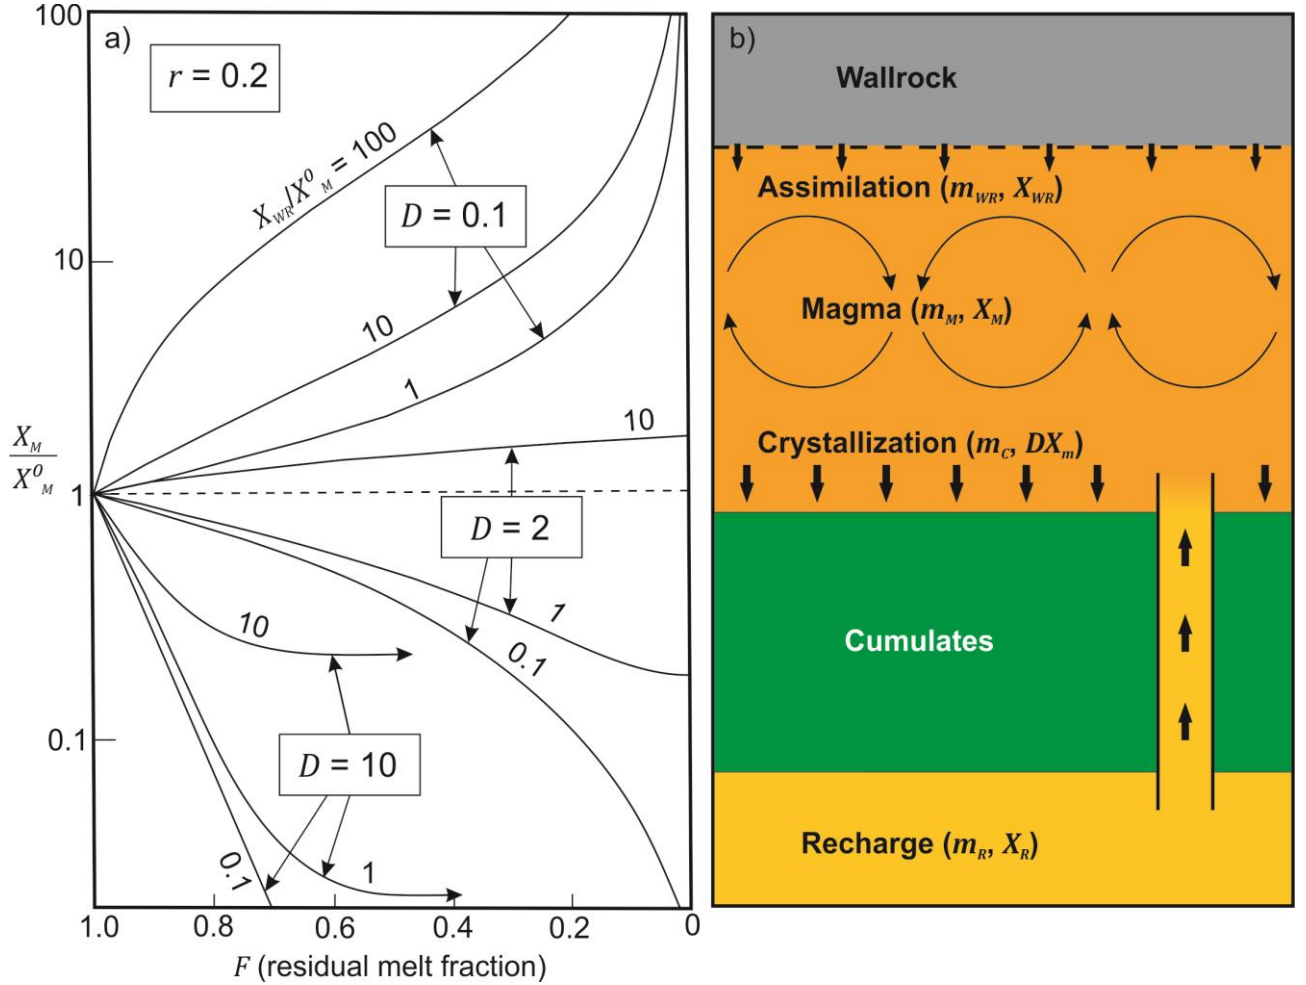 a)
r = 0.2
100
10
1
0.1
X_M
X^0_M
X_WR/X^0_M = 100
10
1
D = 0.1
10
D = 2
1
0.1
10
D = 10
1
0.1
1.0 0.8 0.6 0.4 0.2 0
F (residual melt fraction)
b)
Wallrock
Assimilation (m_WR, X_WR)
Magma (m_M, X_M)
Crystallization (m_C, DX_m)
Cumulates
Recharge (m_R, X_R)